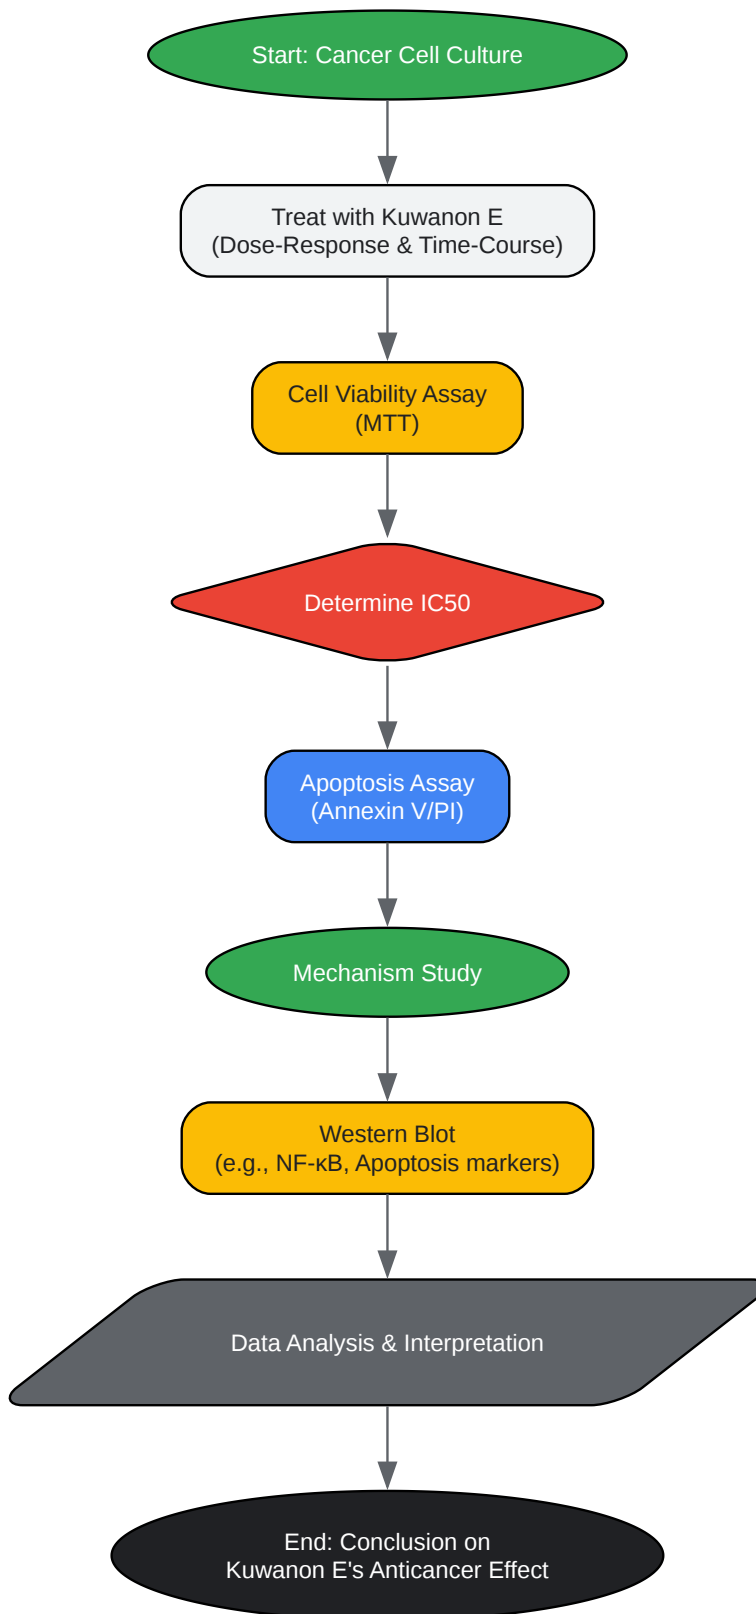 Start: Cancer Cell Culture
Treat with Kuwanon E
(Dose-Response & Time-Course)
Cell Viability Assay
(MTT)
Determine IC50
Apoptosis Assay
(Annexin V/PI)
Mechanism Study
Western Blot
(e.g., NF-κB, Apoptosis markers)
Data Analysis & Interpretation
End: Conclusion on
Kuwanon E's Anticancer Effect